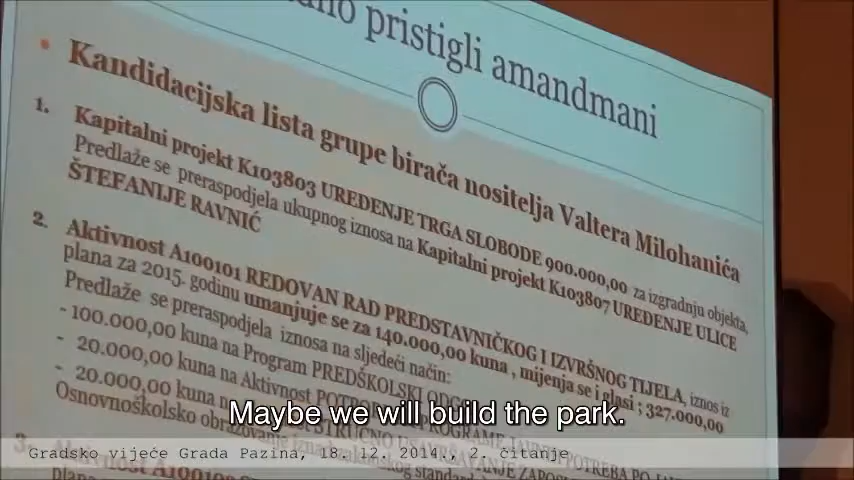 pristigli amandmani
• Kandidacijska lista grupe birača nositelja Valtera Milohanića
1. Kapitalni projekt K103803 UREĐENJE TRGA SLOBODE 900.000,00 za izgradnju objekta,
Predlaže se preraspodjela ukupnog iznosa na Kapitalni projekt K103807 UREĐENJE ULICE
ŠTEFANIJE RAVNIĆ
2. Aktivnost A100101 REDOVAN RAD PREDSTAVNIČKOG I IZVRŠNOG TIJELA, iznos iz
plana za 2015. godinu umanjuje se za 140.000,00 kuna , mijenja se i glasi ; 327.000,00
Predlaže se preraspodjela iznosa na sljedeći način:
- 100.000,00 kuna na Program PREDŠKOLSKI
- 20.000,00 kuna na Aktivnost
- 20.000,00 kuna
Osnovnoškolsko
Maybe we will build the park.
Gradsko vijeće Grada Pazina, 18. 12. 2014., 2. čitanje
3. Aktivnost